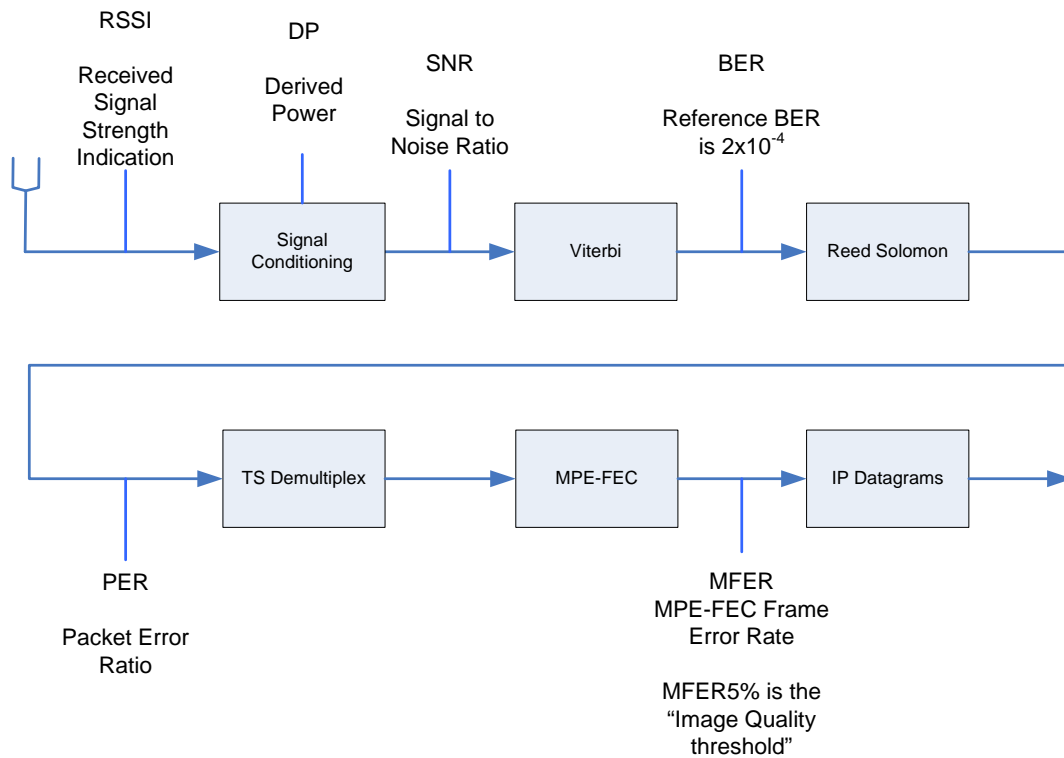 RSSI
Received
Signal
Strength
Indication
DP
Derived
Power
SNR
Signal to
Noise Ratio
BER
Reference BER
is 2x10⁻⁴
Signal
Conditioning
Viterbi
Reed Solomon
TS Demultiplex
MPE-FEC
IP Datagrams
PER
Packet Error
Ratio
MFER
MPE-FEC Frame
Error Rate
MFER5% is the
“Image Quality
threshold”